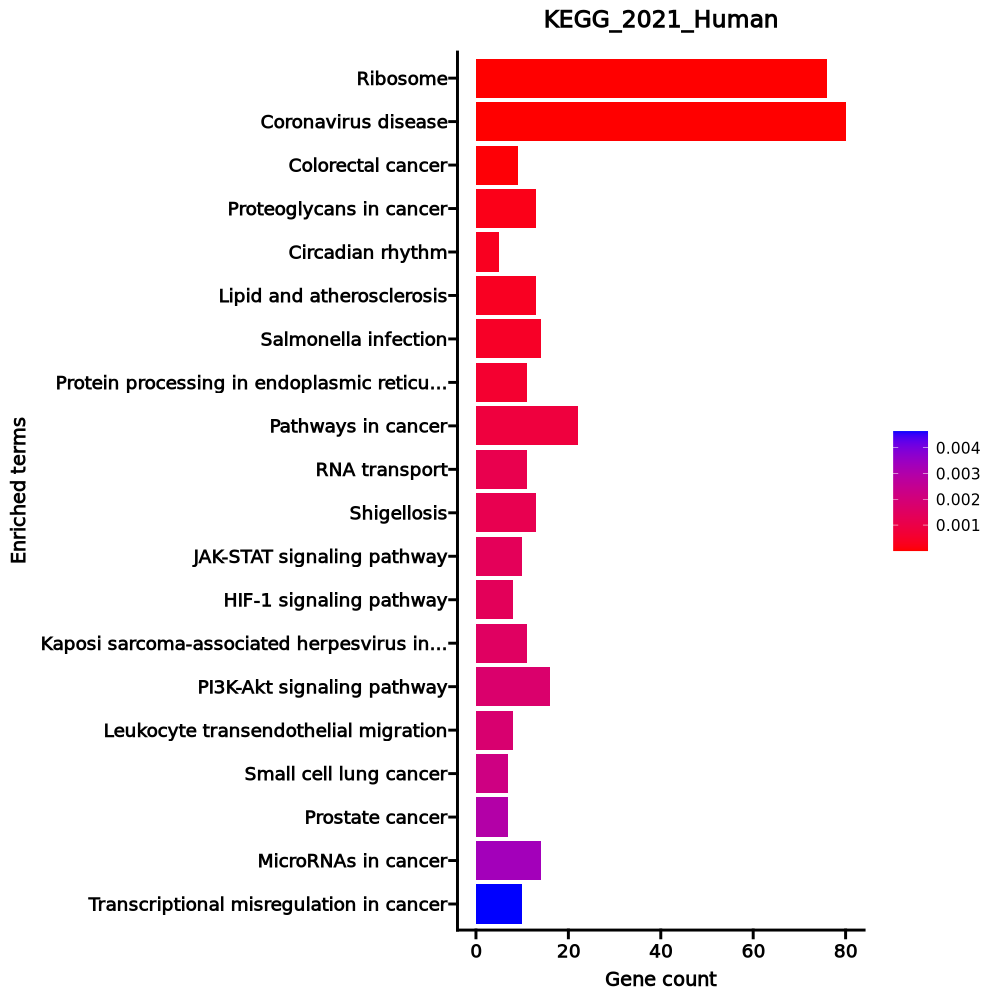 KEGG_2021_Human
Ribosome
Coronavirus disease
Colorectal cancer
Proteoglycans in cancer
Circadian rhythm
Lipid and atherosclerosis
Salmonella infection
Protein processing in endoplasmic reticu...
Pathways in cancer
RNA transport
Shigellosis
JAK-STAT signaling pathway
HIF-1 signaling pathway
Kaposi sarcoma-associated herpesvirus in...
PI3K-Akt signaling pathway
Leukocyte transendothelial migration
Small cell lung cancer
Prostate cancer
MicroRNAs in cancer
Transcriptional misregulation in cancer
Enriched terms
0 20 40 60 80
Gene count
0.004
0.003
0.002
0.001